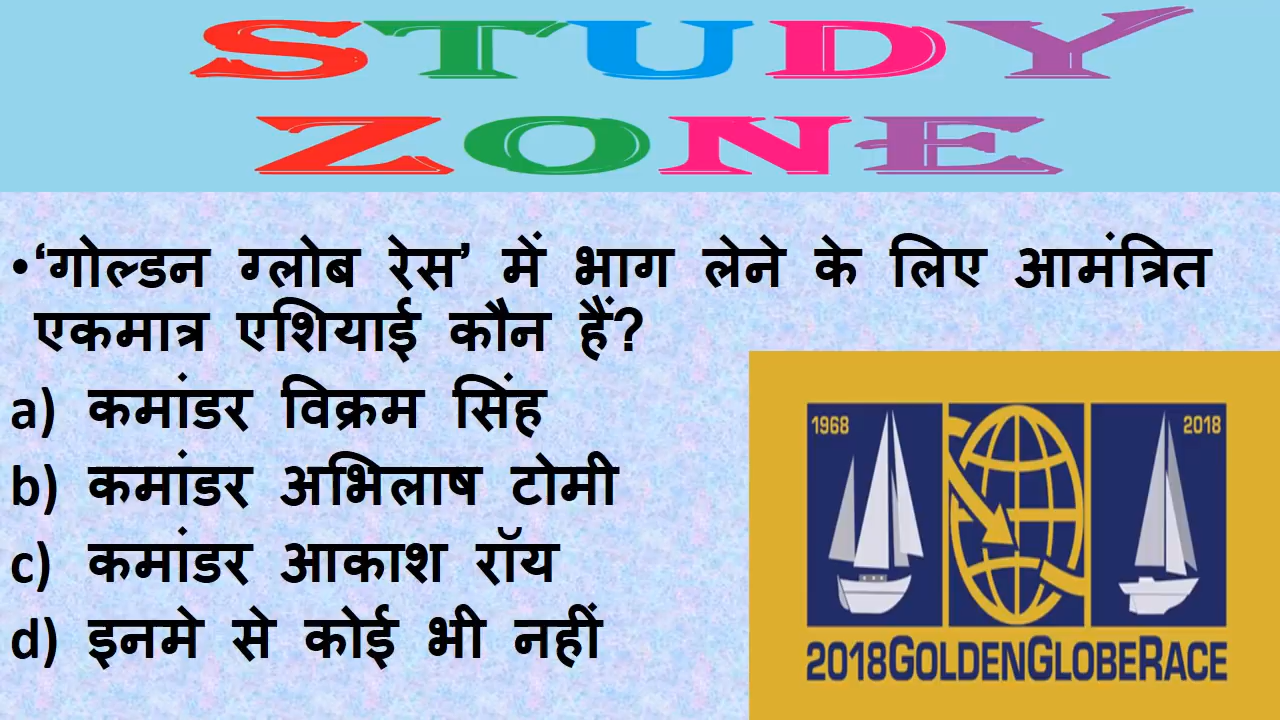 STUDY
ZONE
•‘गोल्डन ग्लोब रेस’ में भाग लेने के लिए आमंत्रित
एकमात्र एशियाई कौन हैं?
a) कमांडर विक्रम सिंह
b) कमांडर अभिलाष टोमी
c) कमांडर आकाश रॉय
d) इनमे से कोई भी नहीं
1968 2018
2018GOLDENGLOBERACE